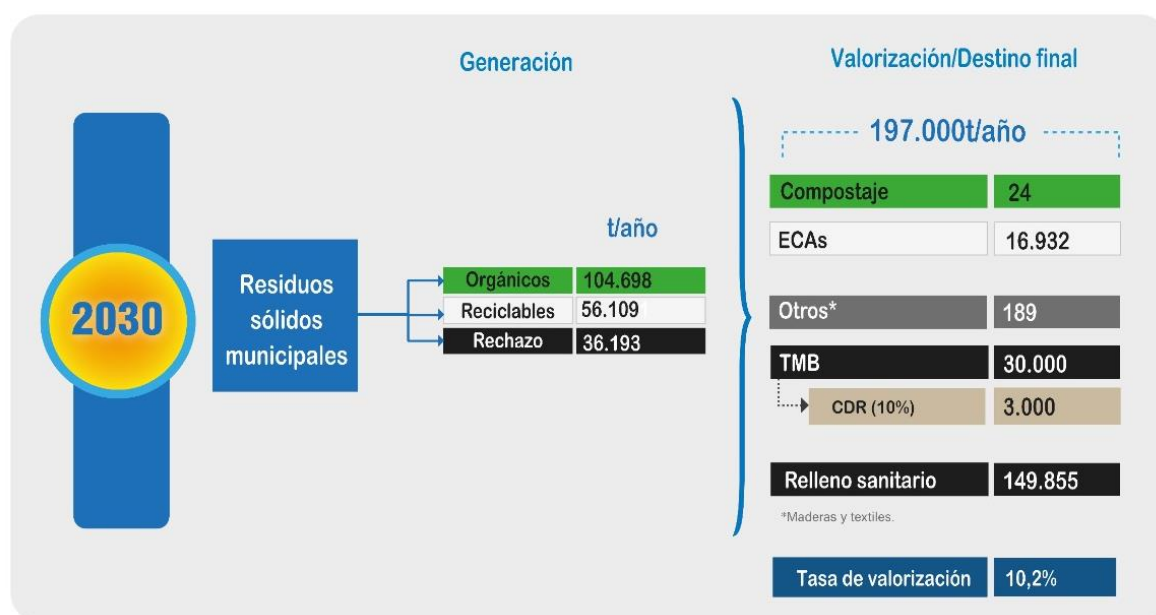 Generación
Valorización/Destino final
197.000t/año
2030
Residuos
sólidos
municipales
t/año
Orgánicos 104.698
Reciclables 56.109
Rechazo 36.193
Compostaje 24
ECAs 16.932
Otros* 189
TMB 30.000
CDR (10%) 3.000
Relleno sanitario 149.855
*Maderas y textiles.
Tasa de valorización 10,2%